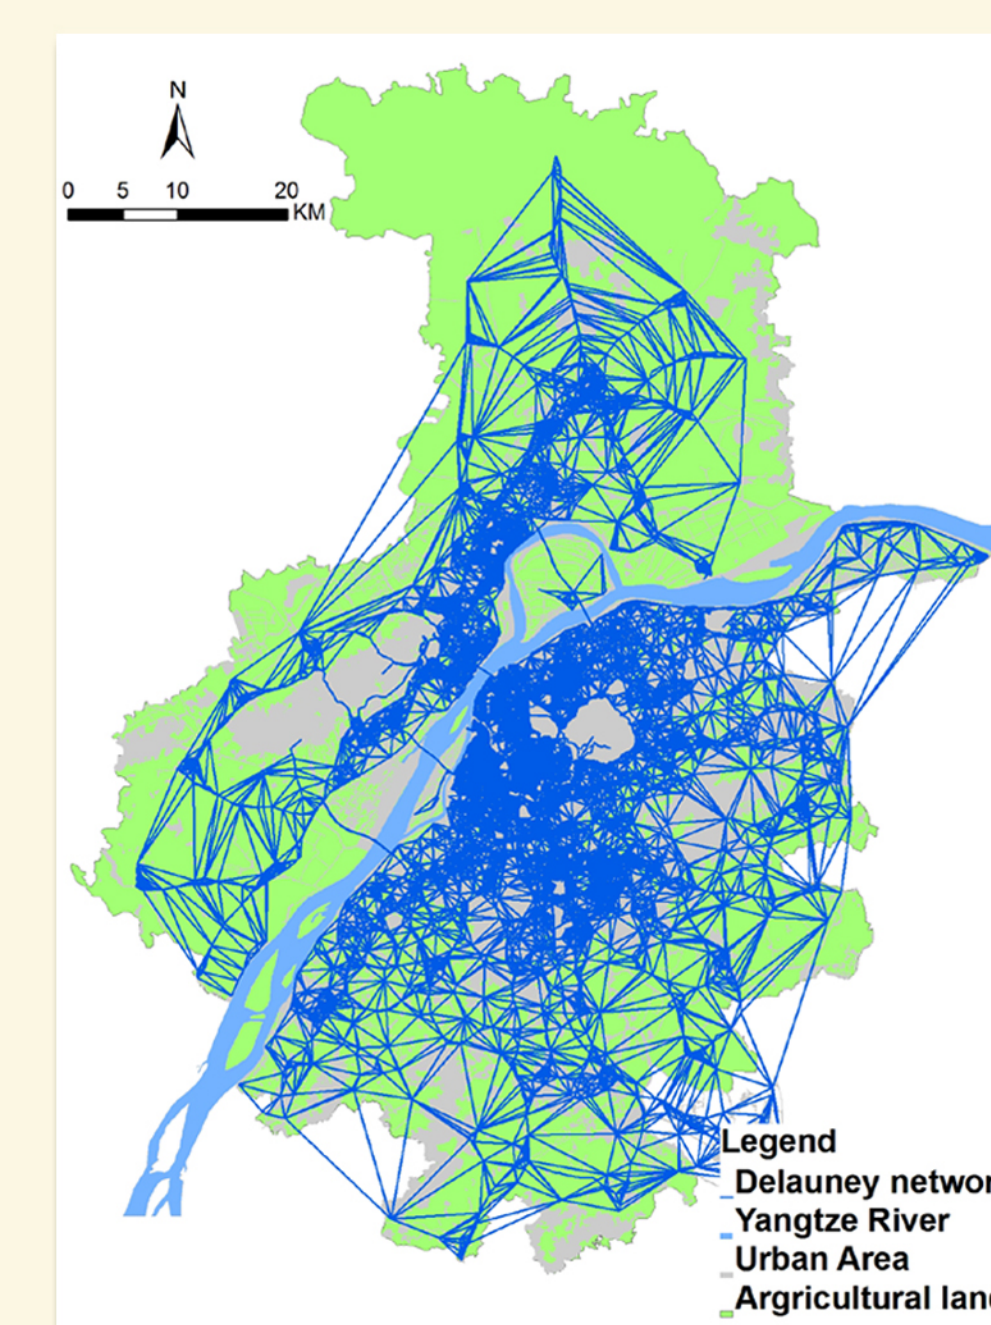 N
0 5 10 20
KM
Legend
Delauney networ
Yangtze River
Urban Area
Argricultural lan